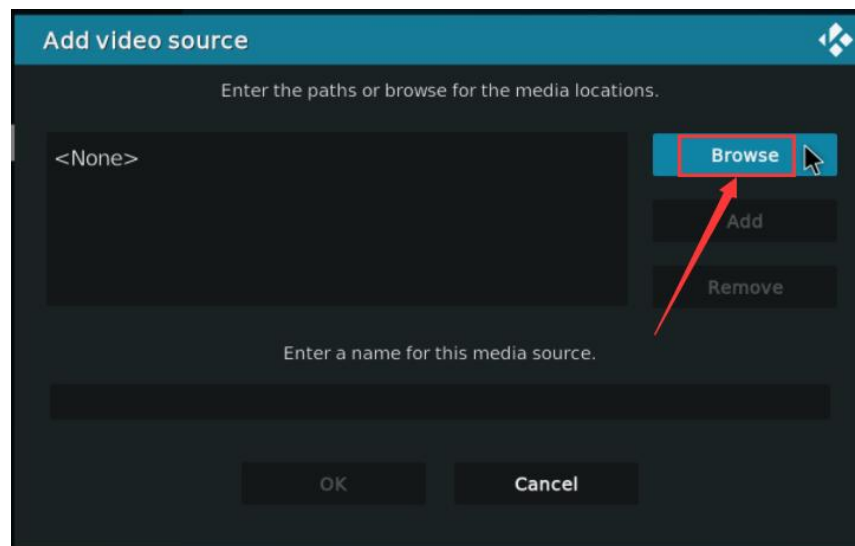 Add video source
Enter the paths or browse for the media locations.
<None>
Browse
Add
Remove
Enter a name for this media source.
OK
Cancel